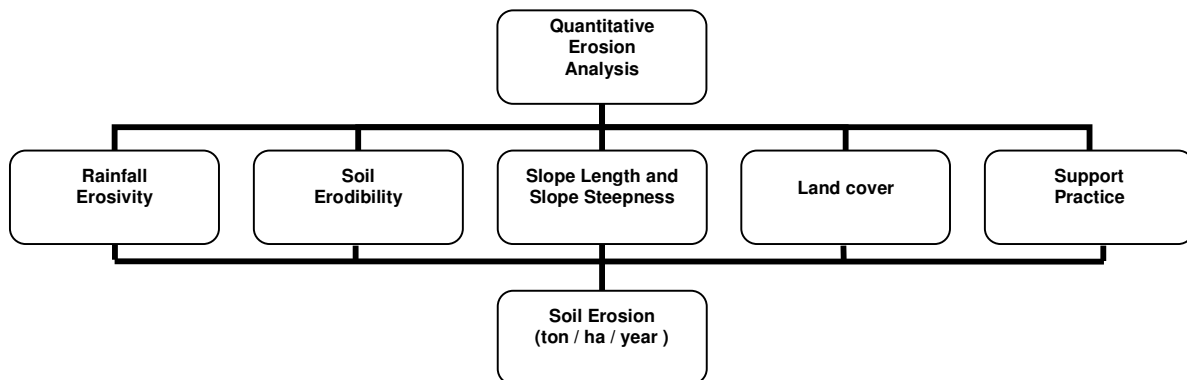 Quantitative
Erosion
Analysis
Rainfall
Erosivity
Soil
Erodibility
Slope Length and
Slope Steepness
Land cover
Support
Practice
Soil Erosion
(ton / ha / year )